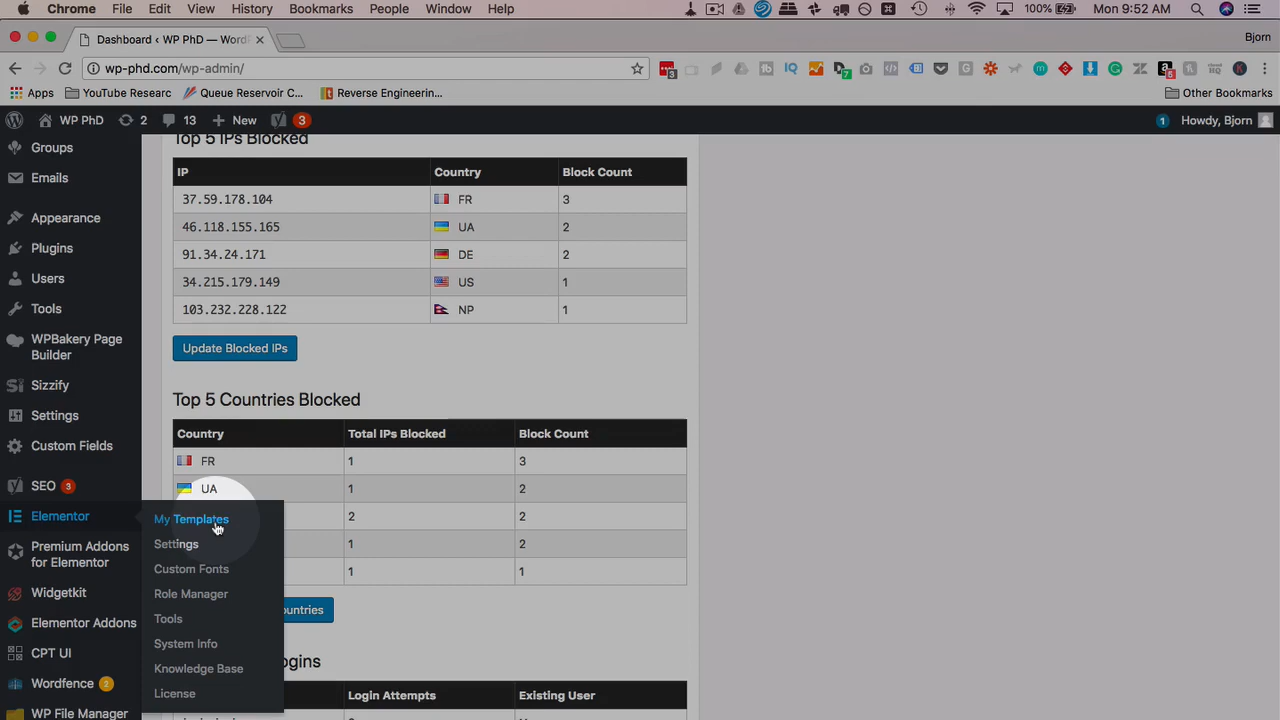 Chrome File Edit View History Bookmarks People Window Help 100% Mon 9:52 AM
Dashboard ‹ WP PhD — Word Bjorn
wp-phd.com/wp-admin/
Apps YouTube Researc Queue Reservoir C... Reverse Engineerin... Other Bookmarks
WP PhD 2 13 New 3 1 Howdy, Bjorn
Groups
Emails
Appearance
Plugins
Users
Tools
WPBakery Page
Builder
Sizzify
Settings
Custom Fields
SEO 3
Elementor
Premium Addons
for Elementor
Widgetkit
Elementor Addons
CPT UI
Wordfence 2
WP File Manager
My Templates
Settings
Custom Fonts
Role Manager
Tools
System Info
Knowledge Base
License
Top 5 IPs Blocked
IP Country Block Count
37.59.178.104 FR 3
46.118.155.165 UA 2
91.34.24.171 DE 2
34.215.179.149 US 1
103.232.228.122 NP 1
Update Blocked IPs
Top 5 Countries Blocked
Country Total IPs Blocked Block Count
FR 1 3
UA 1 2
2 2
1 2
1 1
ountries
ogins
Login Attempts Existing User